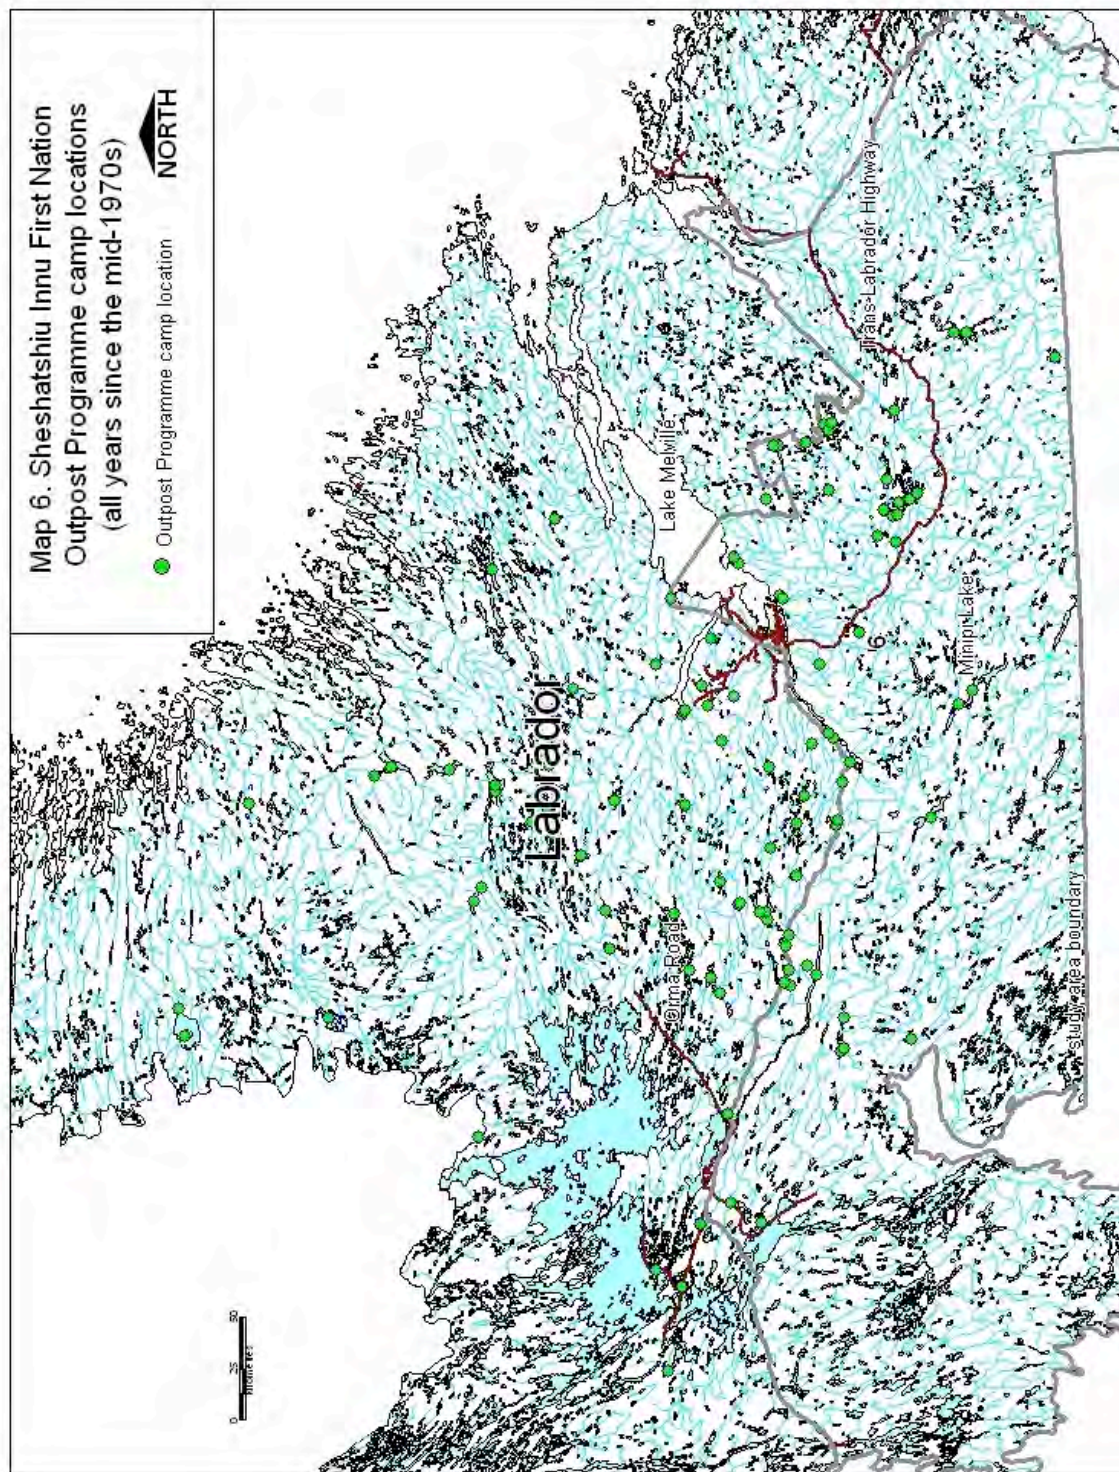 Map 6. Sheshatshiu Innu First Nation
Outpost Programme camp locations
(all years since the mid-1970s)
Outpost Programme camp location
NORTH
Labrador
Lake Melville
Trans-Labrador Highway
Orma Road
Minipi Lake
study area boundary
0 25 50